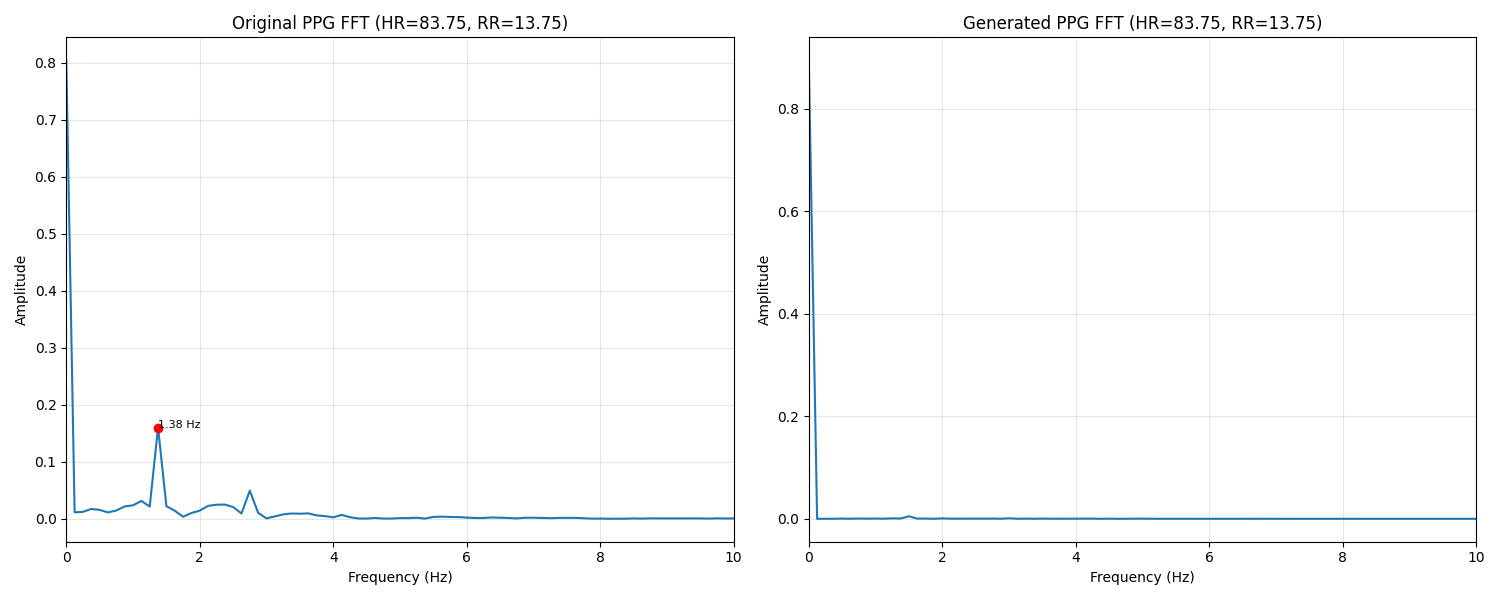 Original PPG FFT (HR=83.75, RR=13.75)
0.8
0.7
0.6
0.5
0.4
0.3
0.2
0.1
0.0
Amplitude
1.38 Hz
0 2 4 6 8 10
Frequency (Hz)
Generated PPG FFT (HR=83.75, RR=13.75)
0.8
0.6
0.4
0.2
0.0
Amplitude
0 2 4 6 8 10
Frequency (Hz)